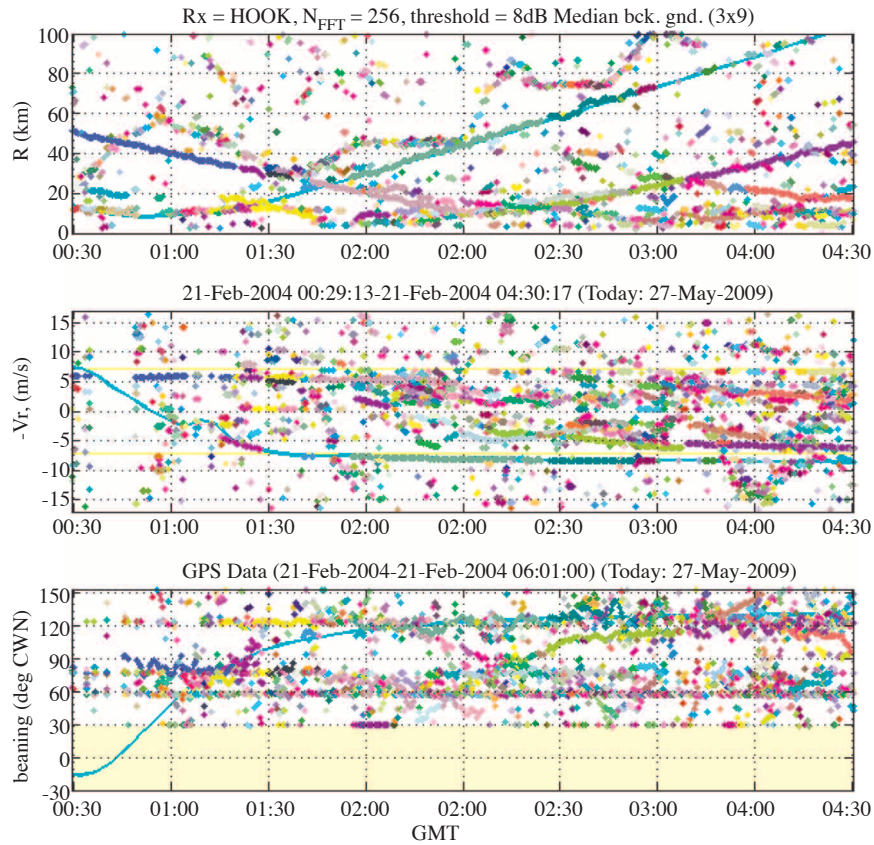 Rx = HOOK, N_FFT = 256, threshold = 8dB Median bck. gnd. (3x9)
100
80
60
40
20
0
R (km)
00:30 01:00 01:30 02:00 02:00 02:30 03:00 04:00 04:30
21-Feb-2004 00:29:13-21-Feb-2004 04:30:17 (Today: 27-May-2009)
15
10
5
0
-5
-10
-15
-Vr, (m/s)
00:30 01:00 01:30 02:00 02:00 02:30 03:00 04:00 04:30
GPS Data (21-Feb-2004-21-Feb-2004 06:01:00) (Today: 27-May-2009)
150
120
90
60
30
0
-30
beaning (deg CWN)
00:30 01:00 01:30 02:00 02:00 02:30 03:00 04:00 04:30
GMT